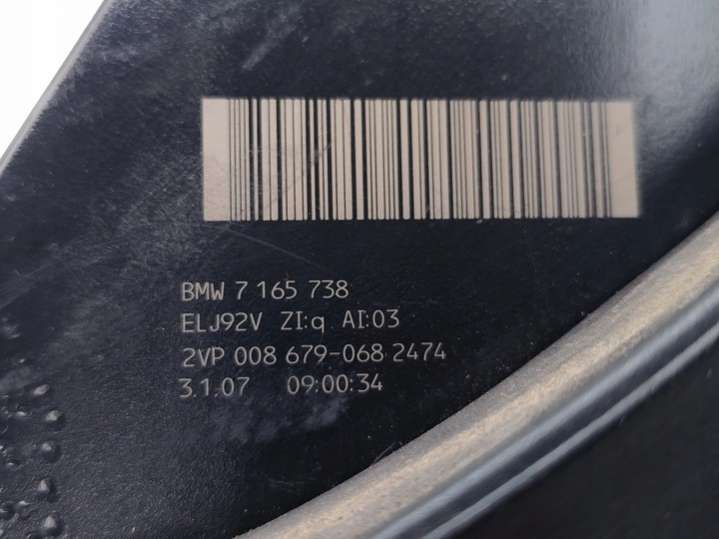 BMW 7 165 738
ELJ92V ZI:q AI:03
2VP 008 679-068 2474
3.1.07 09:00:34